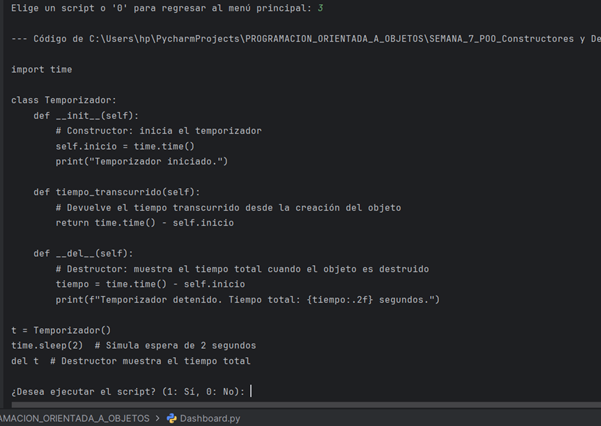 Elige un script o '0' para regresar al menú principal: 3
--- Código de C:\Users\hp\PycharmProjects\PROGRAMACION_ORIENTADA_A_OBJETOS\SEMANA_7_POO_Constructores y De
import time
class Temporizador:
def __init__(self):
# Constructor: inicia el temporizador
self.inicio = time.time()
print("Temporizador iniciado.")
def tiempo_transcurrido(self):
# Devuelve el tiempo transcurrido desde la creación del objeto
return time.time() - self.inicio
def __del__(self):
# Destructor: muestra el tiempo total cuando el objeto es destruido
tiempo = time.time() - self.inicio
print(f"Temporizador detenido. Tiempo total: {tiempo:.2f} segundos.")
t = Temporizador()
time.sleep(2)  # Simula espera de 2 segundos
del t  # Destructor muestra el tiempo total
¿Desea ejecutar el script? (1: Sí, 0: No):
AMACION_ORIENTADA_A_OBJETOS > Dashboard.py